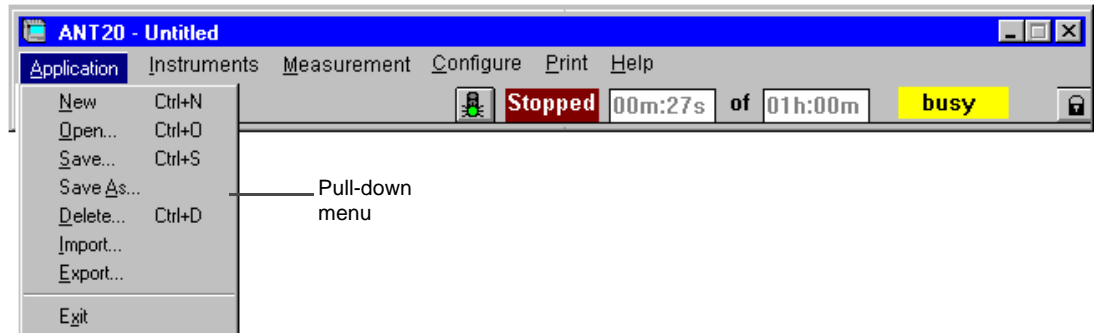 ANT20 - Untitled
Application Instruments Measurement Configure Print Help
Stopped 00m:27s of 01h:00m busy
New Ctrl+N
Open... Ctrl+O
Save... Ctrl+S
Save As...
Delete... Ctrl+D
Import...
Export...
Exit
Pull-down
menu